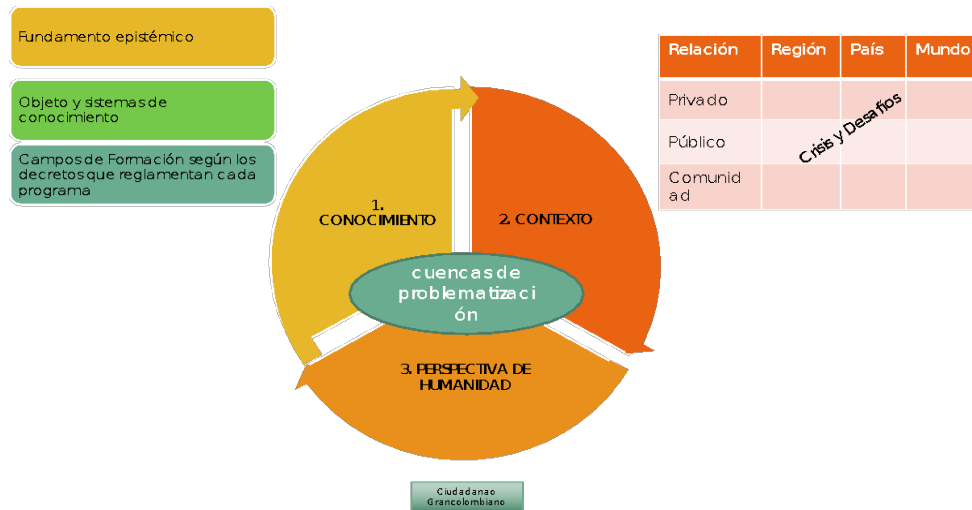 Fundamento epistémico
Objeto y sistemas de
conocimiento
Campos de Formación según los
decretos que reglamentan cada
programa
Relación Región País Mundo
Privado
Público
Comunid
ad
Crisis y Desafíos
1.
CONOCIMIENTO
2. CONTEXTO
cuencas de
problematizaci
ón
3. PERSPECTIVA DE
HUMANIDAD
Ciudadanao
Grancolombiano